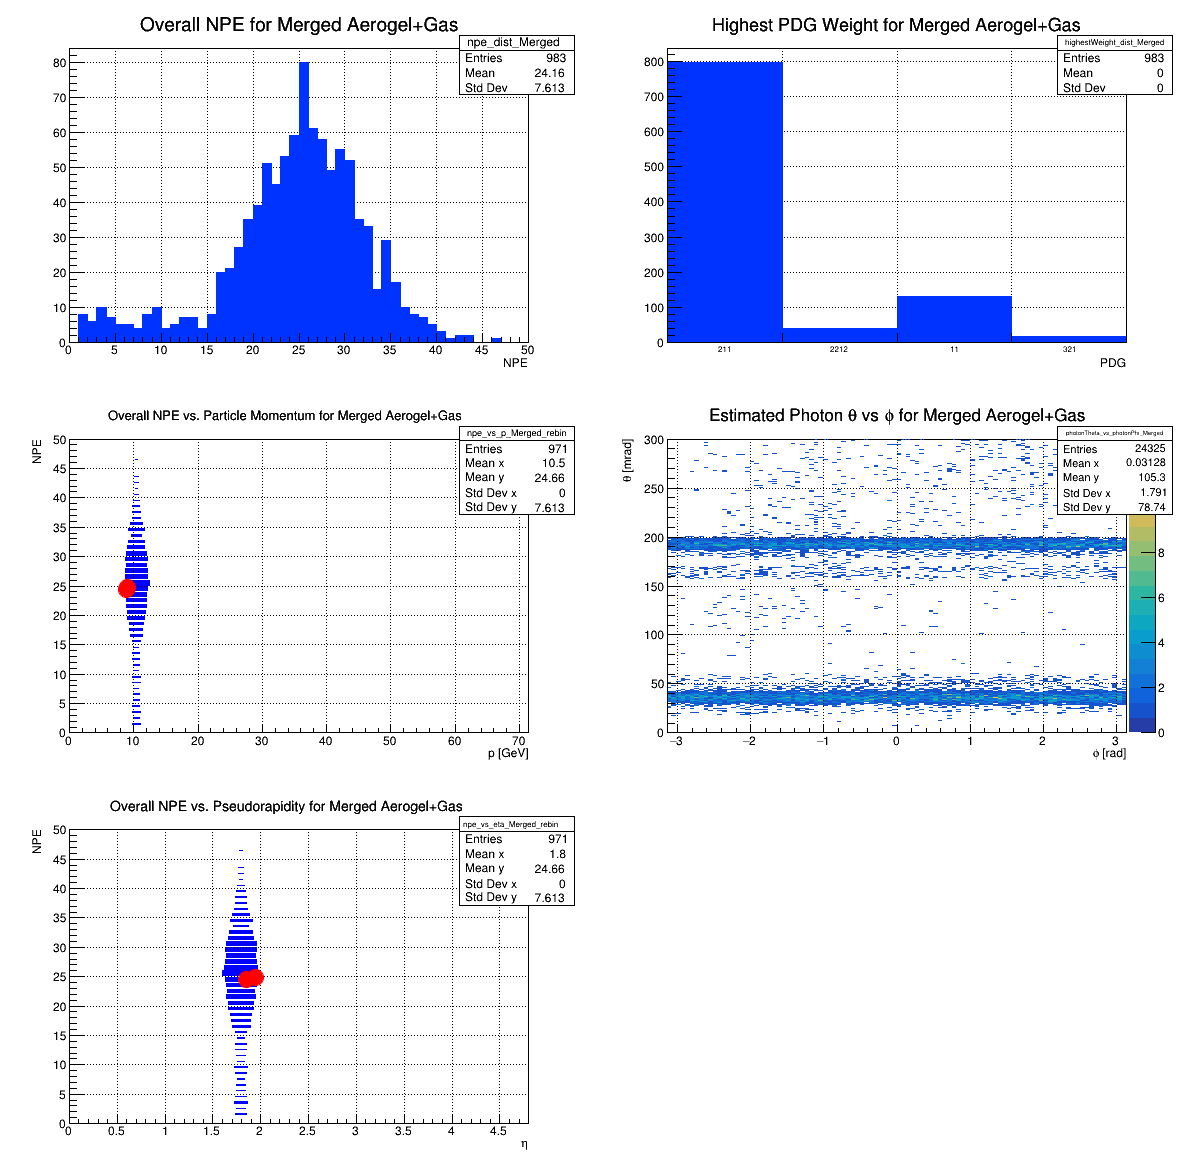 Overall NPE for Merged Aerogel+Gas
npe_dist_Merged
Entries 983
Mean 24.16
Std Dev 7.613
80
70
60
50
40
30
20
10
0
0 5 10 15 20 25 30 35 40 45 50
NPE
Highest PDG Weight for Merged Aerogel+Gas
highestWeight_dist_Merged
Entries 983
Mean 0
Std Dev 0
800
700
600
500
400
300
200
100
0
211 2212 11 321
PDG
Overall NPE vs. Particle Momentum for Merged Aerogel+Gas
npe_vs_p_Merged_rebin
Entries 971
Mean x 10.5
Mean y 24.66
Std Dev x 0
Std Dev y 7.613
NPE
50
45
40
35
30
25
20
15
10
5
0
0 10 20 30 40 50 60 70
p [GeV]
Estimated Photon θ vs ϕ for Merged Aerogel+Gas
photonTheta_vs_photonPhi_Merged
Entries 24325
Mean x 0.03128
Mean y 105.3
Std Dev x 1.791
Std Dev y 78.74
θ [mrad]
300
250
200
150
100
50
0
−3 −2 −1 0 1 2 3
ϕ [rad]
8
6
4
2
0
Overall NPE vs. Pseudorapidity for Merged Aerogel+Gas
npe_vs_eta_Merged_rebin
Entries 971
Mean x 1.8
Mean y 24.66
Std Dev x 0
Std Dev y 7.613
NPE
50
45
40
35
30
25
20
15
10
5
0
0 0.5 1 1.5 2 2.5 3 3.5 4 4.5
η